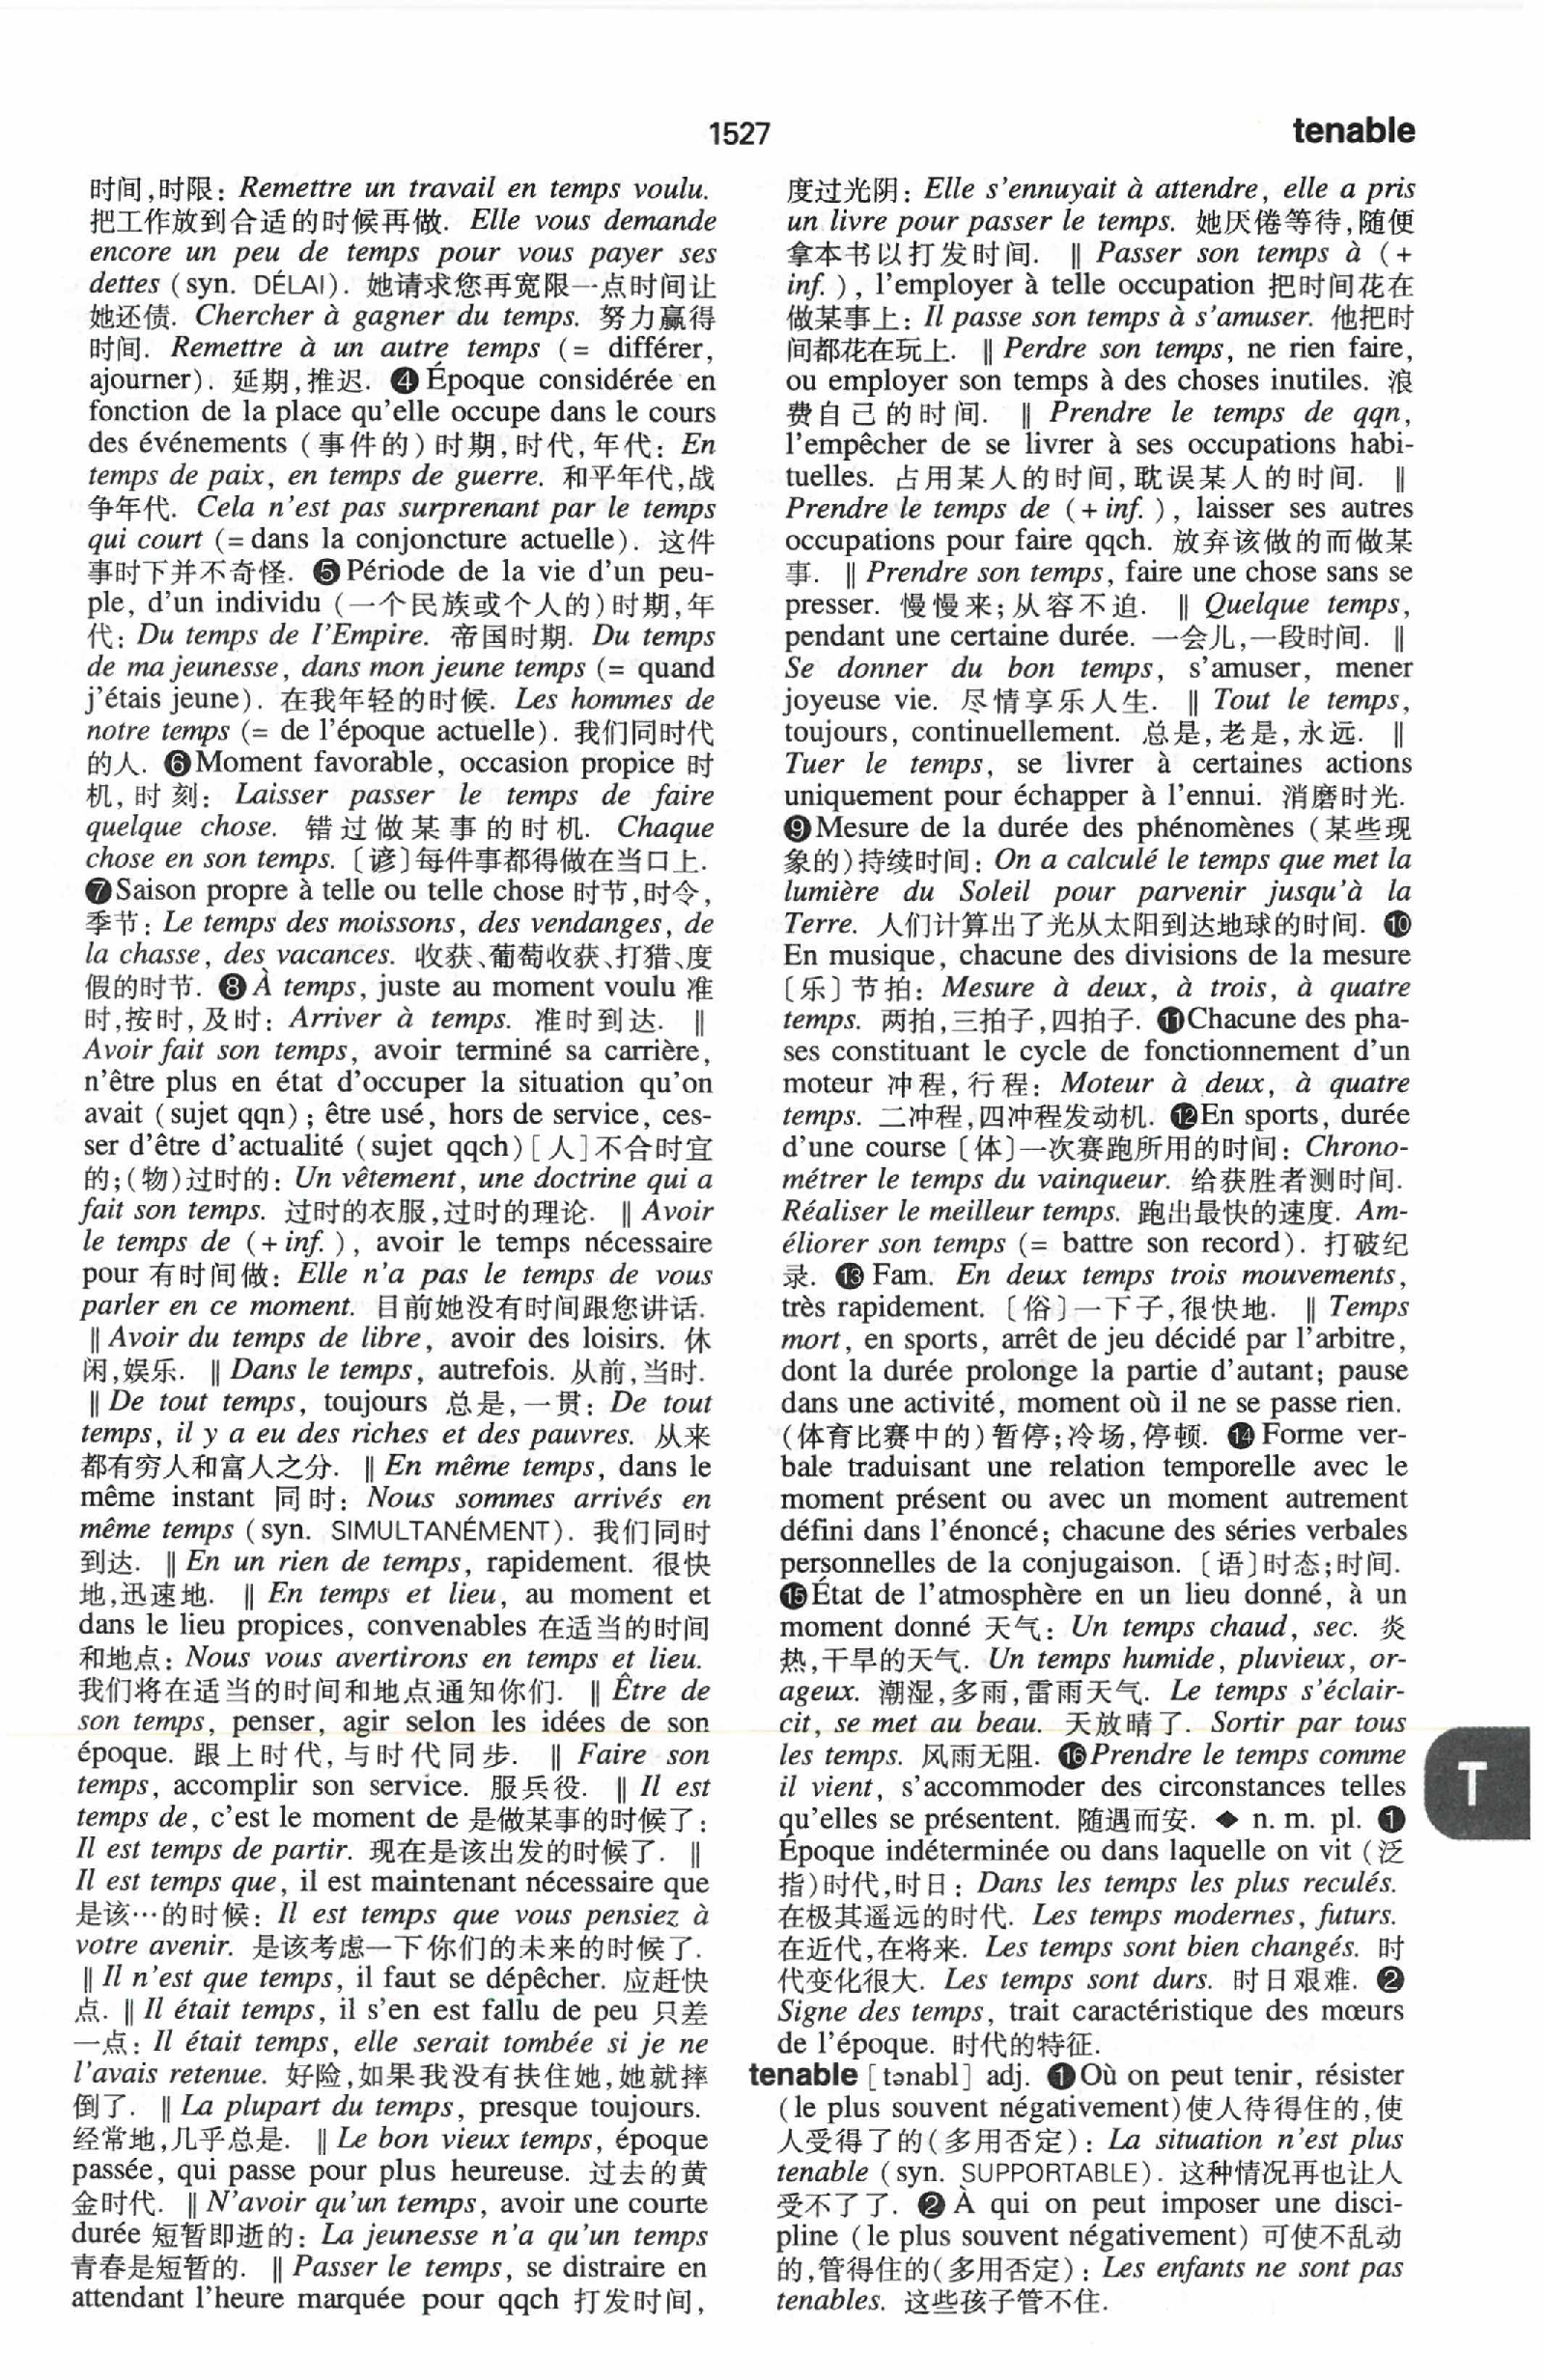 1527
tenable
时间,时限: Remettre un travail en temps voulu.
把工作放到合适的时候再做. Elle vous demande
encore un peu de temps pour vous payer ses
dettes (syn. DÉLAI). 她请求您再宽限一点时间让
她还债. Chercher à gagner du temps. 努力赢得
时间. Remettre à un autre temps (= différer,
ajourner). 延期,推迟. ❹Époque considérée en
fonction de la place qu'elle occupe dans le cours
des événements (事件的)时期,时代,年代: En
temps de paix, en temps de guerre. 和平年代,战
争年代. Cela n'est pas surprenant par le temps
qui court (= dans la conjoncture actuelle). 这件
事时下并不奇怪. ❺Période de la vie d'un peu-
ple, d'un individu (一个民族或个人的)时期,年
代: Du temps de l'Empire. 帝国时期. Du temps
de ma jeunesse, dans mon jeune temps (= quand
j'étais jeune). 在我年轻的时候. Les hommes de
notre temps (= de l'époque actuelle). 我们同时代
的人. ❻Moment favorable, occasion propice 时
机,时刻: Laisser passer le temps de faire
quelque chose. 错过做某事的时机. Chaque
chose en son temps. 〔谚〕每件事都得做在当口上.
❼Saison propre à telle ou telle chose 时节,时令,
季节: Le temps des moissons, des vendanges, de
la chasse, des vacances. 收获、葡萄收获、打猎、度
假的时节. ❽À temps, juste au moment voulu 准
时,按时,及时: Arriver à temps. 准时到达. ‖
Avoir fait son temps, avoir terminé sa carrière,
n'être plus en état d'occuper la situation qu'on
avait (sujet qqn); être usé, hors de service, ces-
ser d'être d'actualité (sujet qqch)[人]不合时宜
的;(物)过时的: Un vêtement, une doctrine qui a
fait son temps. 过时的衣服,过时的理论. ‖ Avoir
le temps de (+ inf.), avoir le temps nécessaire
pour 有时间做: Elle n'a pas le temps de vous
parler en ce moment. 目前她没有时间跟您讲话.
‖ Avoir du temps de libre, avoir des loisirs. 休
闲,娱乐. ‖ Dans le temps, autrefois. 从前,当时.
‖ De tout temps, toujours 总是,一贯: De tout
temps, il y a eu des riches et des pauvres. 从来
都有穷人和富人之分. ‖ En même temps, dans le
même instant 同时: Nous sommes arrivés en
même temps (syn. SIMULTANÉMENT). 我们同时
到达. ‖ En un rien de temps, rapidement. 很快
地,迅速地. ‖ En temps et lieu, au moment et
dans le lieu propices, convenables 在适当的时间
和地点: Nous vous avertirons en temps et lieu.
我们将在适当的时间和地点通知你们. ‖ Être de
son temps, penser, agir selon les idées de son
époque. 跟上时代,与时代同步. ‖ Faire son
temps, accomplir son service. 服兵役. ‖ Il est
temps de, c'est le moment de 是做某事的时候了:
Il est temps de partir. 现在是该出发的时候了. ‖
Il est temps que, il est maintenant nécessaire que
是该…的时候: Il est temps que vous pensiez à
votre avenir. 是该考虑一下你们的未来的时候了.
‖ Il n'est que temps, il faut se dépêcher. 应赶快
点. ‖ Il était temps, il s'en est fallu de peu 只差
一点: Il était temps, elle serait tombée si je ne
l'avais retenue. 好险,如果我没有扶住她,她就摔
倒了. ‖ La plupart du temps, presque toujours.
经常地,几乎总是. ‖ Le bon vieux temps, époque
passée, qui passe pour plus heureuse. 过去的黄
金时代. ‖ N'avoir qu'un temps, avoir une courte
durée 短暂即逝的: La jeunesse n'a qu'un temps
青春是短暂的. ‖ Passer le temps, se distraire en
attendant l'heure marquée pour qqch 打发时间,
度过光阴: Elle s'ennuyait à attendre, elle a pris
un livre pour passer le temps. 她厌倦等待,随便
拿本书以打发时间. ‖ Passer son temps à (+
inf.), l'employer à telle occupation 把时间花在
做某事上: Il passe son temps à s'amuser. 他把时
间都花在玩上. ‖ Perdre son temps, ne rien faire,
ou employer son temps à des choses inutiles. 浪
费自己的时间. ‖ Prendre le temps de qqn,
l'empêcher de se livrer à ses occupations habi-
tuelles. 占用某人的时间,耽误某人的时间. ‖
Prendre le temps de (+ inf.), laisser ses autres
occupations pour faire qqch. 放弃该做的而做某
事. ‖ Prendre son temps, faire une chose sans se
presser. 慢慢来;从容不迫. ‖ Quelque temps,
pendant une certaine durée. 一会儿,一段时间. ‖
Se donner du bon temps, s'amuser, mener
joyeuse vie. 尽情享乐人生. ‖ Tout le temps,
toujours, continuellement. 总是,老是,永远. ‖
Tuer le temps, se livrer à certaines actions
uniquement pour échapper à l'ennui. 消磨时光.
❾Mesure de la durée des phénomènes (某些现
象的)持续时间: On a calculé le temps que met la
lumière du Soleil pour parvenir jusqu'à la
Terre. 人们计算出了光从太阳到达地球的时间. ❿
En musique, chacune des divisions de la mesure
〔乐〕节拍: Mesure à deux, à trois, à quatre
temps. 两拍,三拍子,四拍子. ⓫Chacune des pha-
ses constituant le cycle de fonctionnement d'un
moteur 冲程,行程: Moteur à deux, à quatre
temps. 二冲程,四冲程发动机. ⓬En sports, durée
d'une course〔体〕一次赛跑所用的时间: Chrono-
métrer le temps du vainqueur. 给获胜者测时间.
Réaliser le meilleur temps. 跑出最快的速度. Am-
éliorer son temps (= battre son record). 打破纪
录. ⓭Fam. En deux temps trois mouvements,
très rapidement. 〔俗〕一下子,很快地. ‖ Temps
mort, en sports, arrêt de jeu décidé par l'arbitre,
dont la durée prolonge la partie d'autant; pause
dans une activité, moment où il ne se passe rien.
(体育比赛中的)暂停;冷场,停顿. ⓮Forme ver-
bale traduisant une relation temporelle avec le
moment présent ou avec un moment autrement
défini dans l'énoncé; chacune des séries verbales
personnelles de la conjugaison. 〔语〕时态;时间.
⓯État de l'atmosphère en un lieu donné, à un
moment donné 天气: Un temps chaud, sec. 炎
热,干旱的天气. Un temps humide, pluvieux, or-
ageux. 潮湿,多雨,雷雨天气. Le temps s'éclair-
cit, se met au beau. 天放晴了. Sortir par tous
les temps. 风雨无阻. ⓰Prendre le temps comme
il vient, s'accommoder des circonstances telles
qu'elles se présentent. 随遇而安. ◆ n. m. pl. ❶
Époque indéterminée ou dans laquelle on vit (泛
指)时代,时日: Dans les temps les plus reculés.
在极其遥远的时代. Les temps modernes, futurs.
在近代,在将来. Les temps sont bien changés. 时
代变化很大. Les temps sont durs. 时日艰难. ❷
Signe des temps, trait caractéristique des mœurs
de l'époque. 时代的特征.
tenable [tənabl] adj. ❶Où on peut tenir, résister
(le plus souvent négativement)使人待得住的,使
人受得了的(多用否定): La situation n'est plus
tenable (syn. SUPPORTABLE). 这种情况再也让人
受不了了. ❷À qui on peut imposer une disci-
pline (le plus souvent négativement) 可使不乱动
的,管得住的(多用否定): Les enfants ne sont pas
tenables. 这些孩子管不住.
T